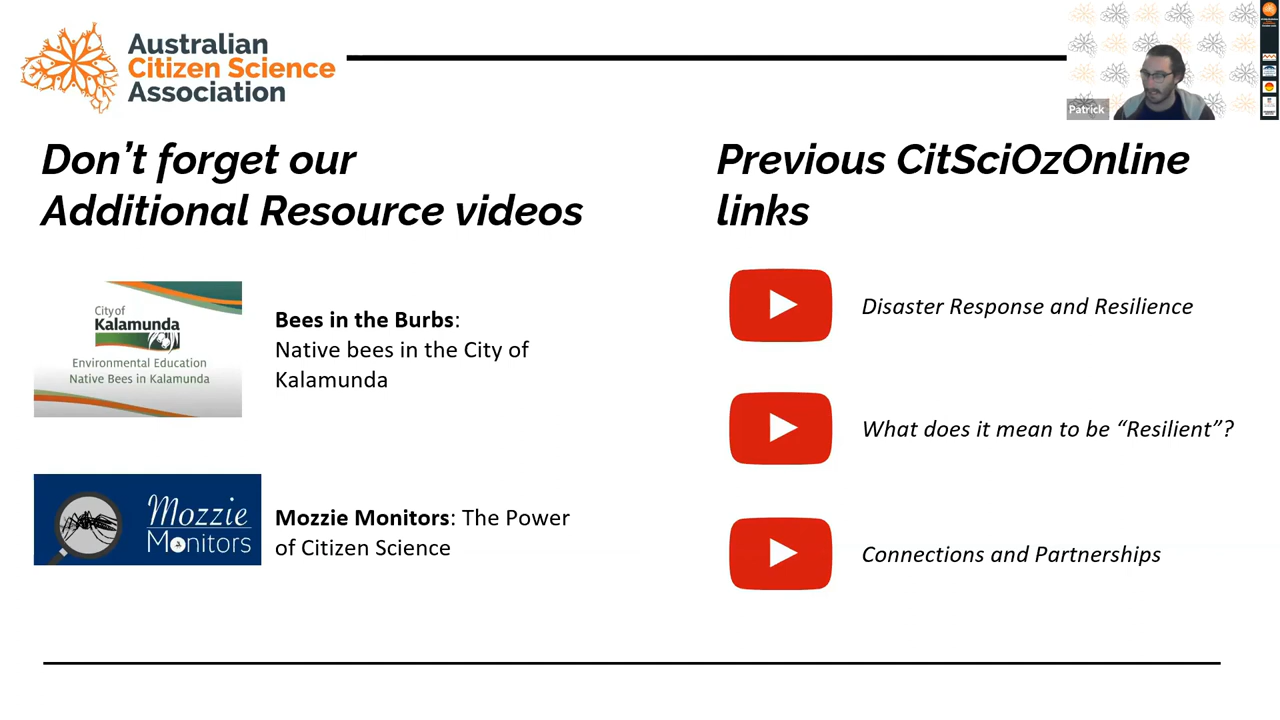 Australian
Citizen Science
Association
Patrick
Don’t forget our
Additional Resource videos
City of
Kalamunda
Environmental Education
Native Bees in Kalamunda
Bees in the Burbs:
Native bees in the City of
Kalamunda
Mozzie
Monitors
Mozzie Monitors: The Power
of Citizen Science
Previous CitSciOzOnline
links
Disaster Response and Resilience
What does it mean to be “Resilient”?
Connections and Partnerships